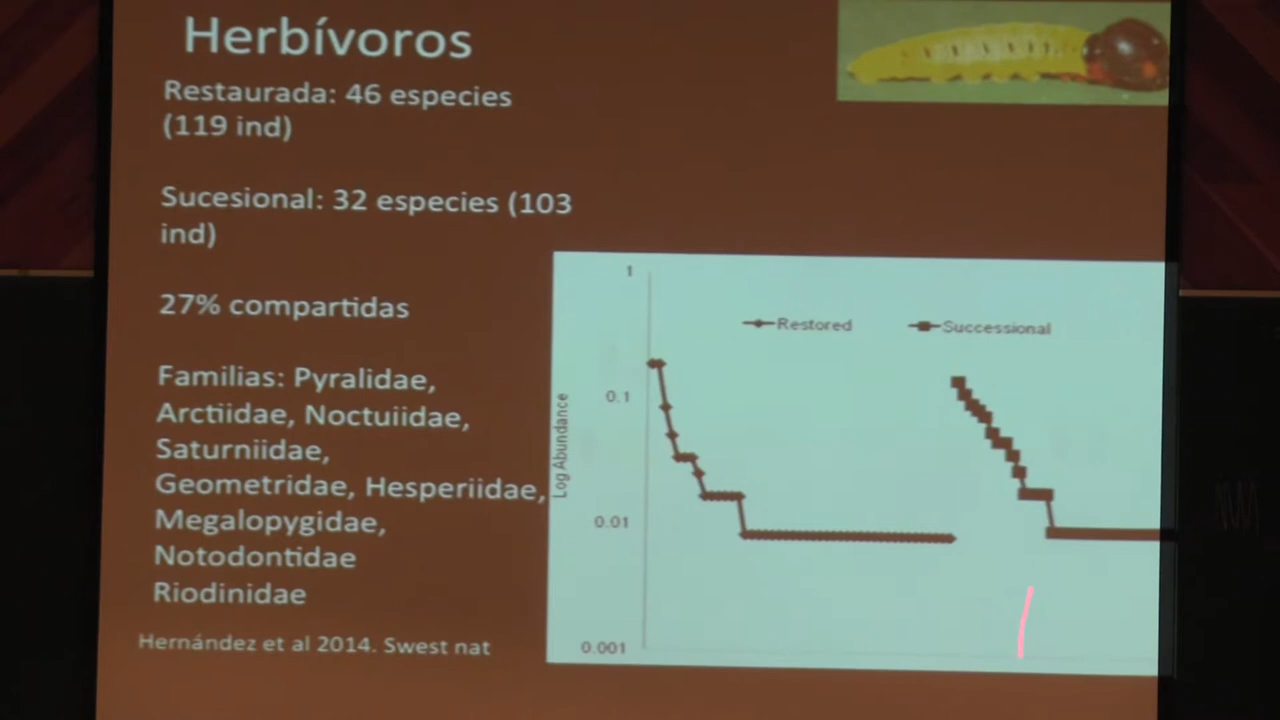 Herbívoros
Restaurada: 46 especies
(119 ind)
Sucesional: 32 especies (103
ind)
27% compartidas
Familias: Pyralidae,
Arctiidae, Noctuiidae,
Saturniidae,
Geometridae, Hesperiidae,
Megalopygidae,
Notodontidae
Riodinidae
Hernández et al 2014. Swest nat
1
Restored
Successional
0.1
Log Abundance
0.01
0.001